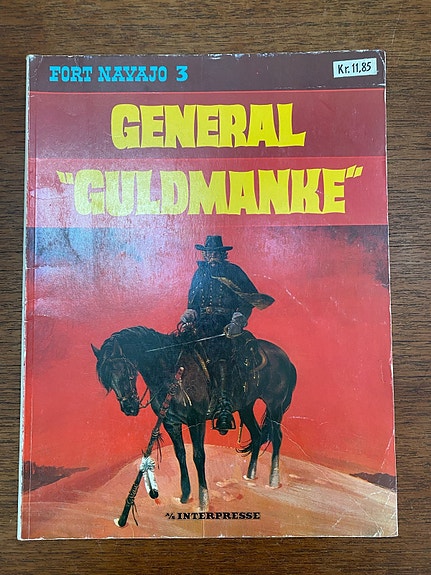 FORT NAVAJO 3
Kr. 11,85
GENERAL
"GULDMANKE"
A/S INTERPRESSE